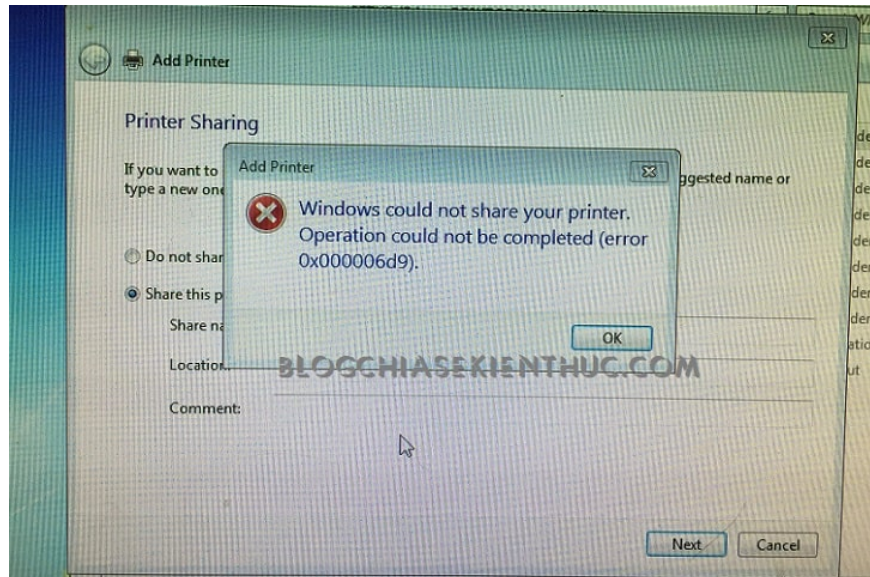 Add Printer
Printer Sharing
If you want to
ggested name or
type a new one
Add Printer
Windows could not share your printer.
Operation could not be completed (error
0x000006d9).
Do not shar
Share this p
Share na
OK
Location:
BLOGCHIASEKIENTHUC.COM
Comment:
Next
Cancel